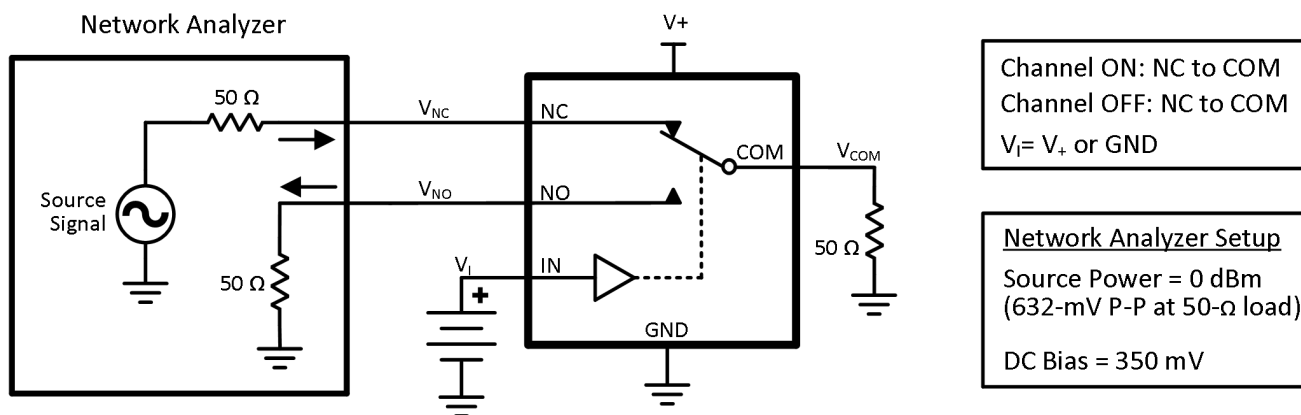 Network Analyzer
V+
50 Ω
V_NC
NC
COM
V_COM
V_NO
NO
Source
Signal
50 Ω
50 Ω
V_I
IN
+
GND
Channel ON: NC to COM
Channel OFF: NC to COM
V_I= V_+ or GND
Network Analyzer Setup
Source Power = 0 dBm
(632-mV P-P at 50-Ω load)
DC Bias = 350 mV